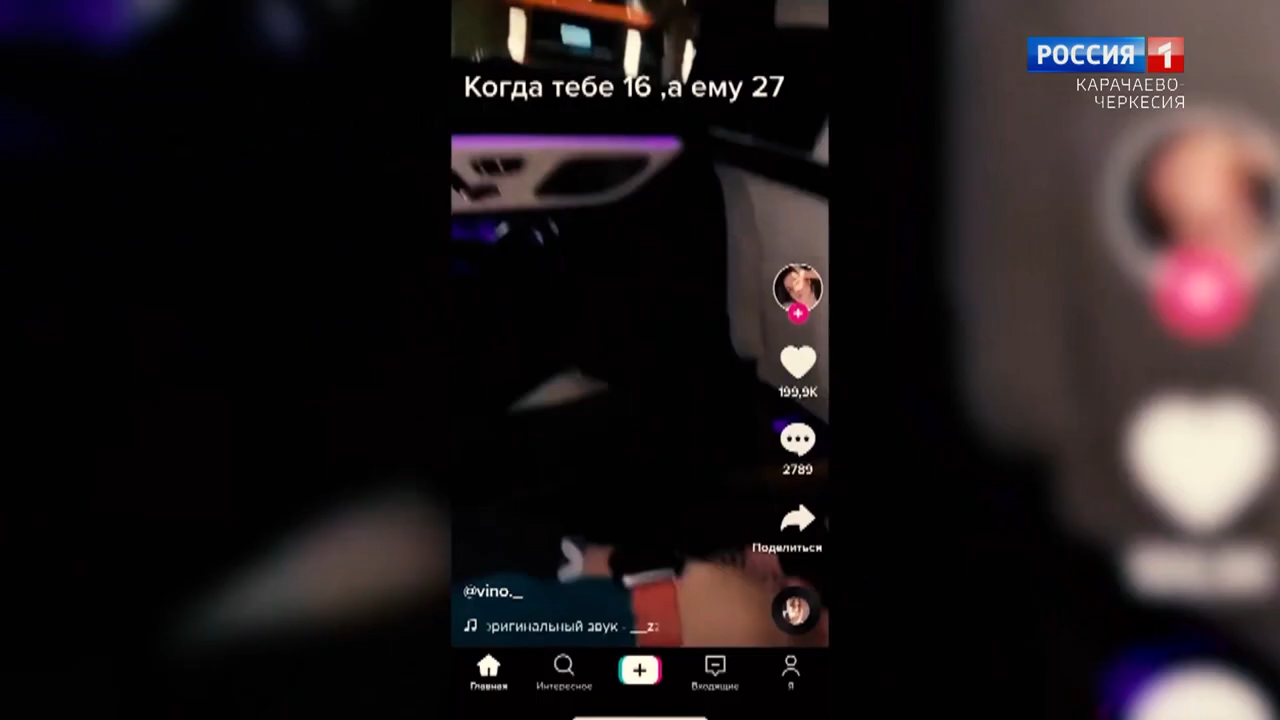 РОССИЯ 1
КАРАЧАЕВО-
ЧЕРКЕСИЯ
Когда тебе 16 ,а ему 27
199,9K
2789
Поделиться
@vino._
оригинальный звук - __z
Главная
Интересное
Входящие
Я